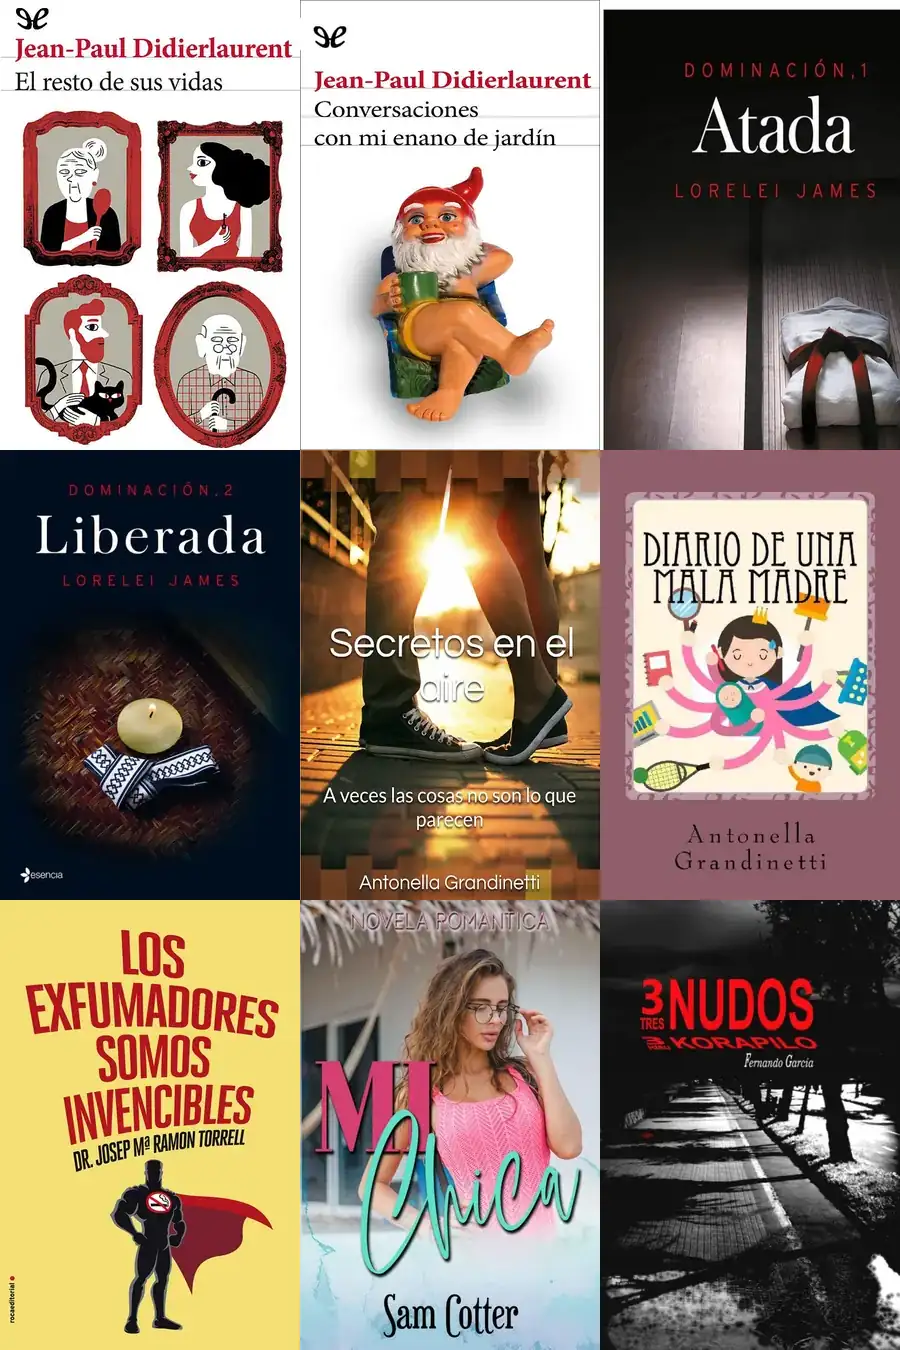 Jean-Paul Didierlaurent
El resto de sus vidas
Jean-Paul Didierlaurent
Conversaciones
con mi enano de jardín
DOMINACIÓN, 1
Atada
LORELEI JAMES
DOMINACIÓN, 2
Liberada
LORELEI JAMES
esencia
Secretos en el
aire
A veces las cosas no son lo que
parecen
Antonella Grandinetti
DIARIO DE UNA
MALA MADRE
Antonella
Grandinetti
LOS
EXFUMADORES
SOMOS
INVENCIBLES
DR. JOSEP Mª RAMON TORRELL
rocaeditorial
NOVELA ROMANTICA
MI
Chica
Sam Cotter
3 NUDOS
TRES
KORAPILO
Fernando García